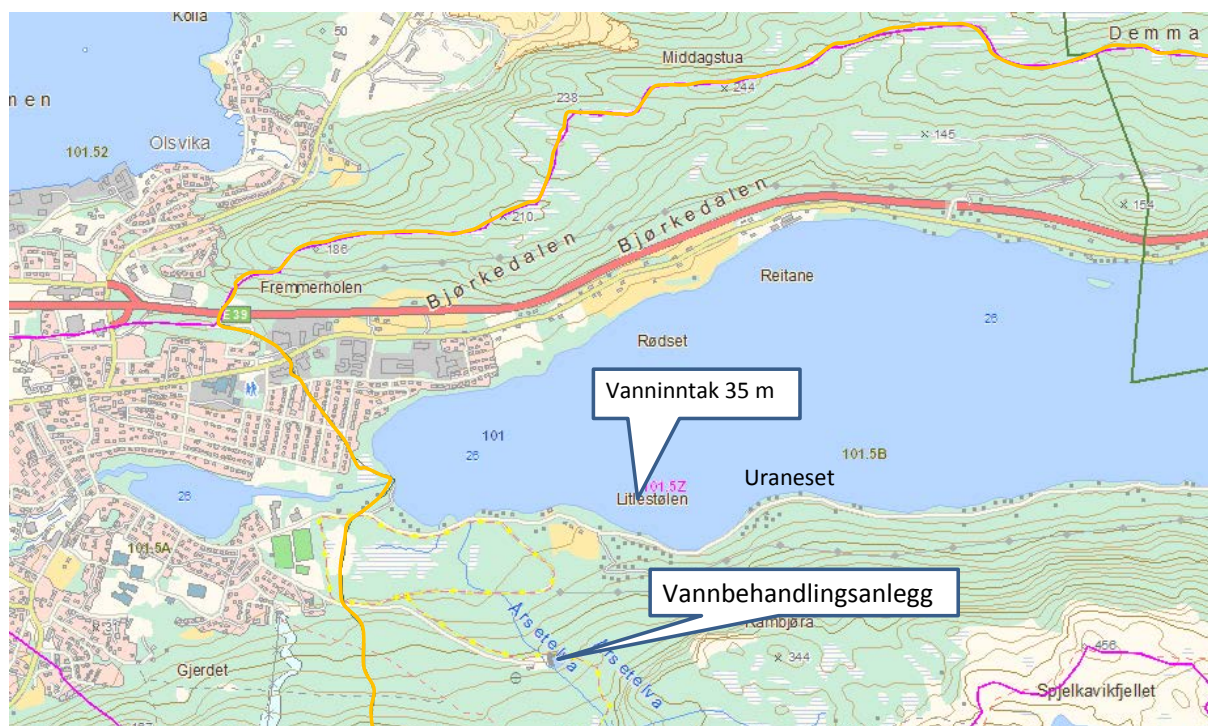 Kolla
50
Demma
Middagstua
244
238
men
101.52
Olsvika
145
Bjørkedalen
154
210
186
Bjørkedalen
Fremmerholen
Reitane
E39
26
Rødset
Vanninntak 35 m
101
26
101.5B
Uraneset
101.5Z
Litlestølen
26
101.5A
Vannbehandlingsanlegg
Årsetelva
Årsetelva
Rambjøra
344
456
Gjerdet
Spjelkavikfjellet